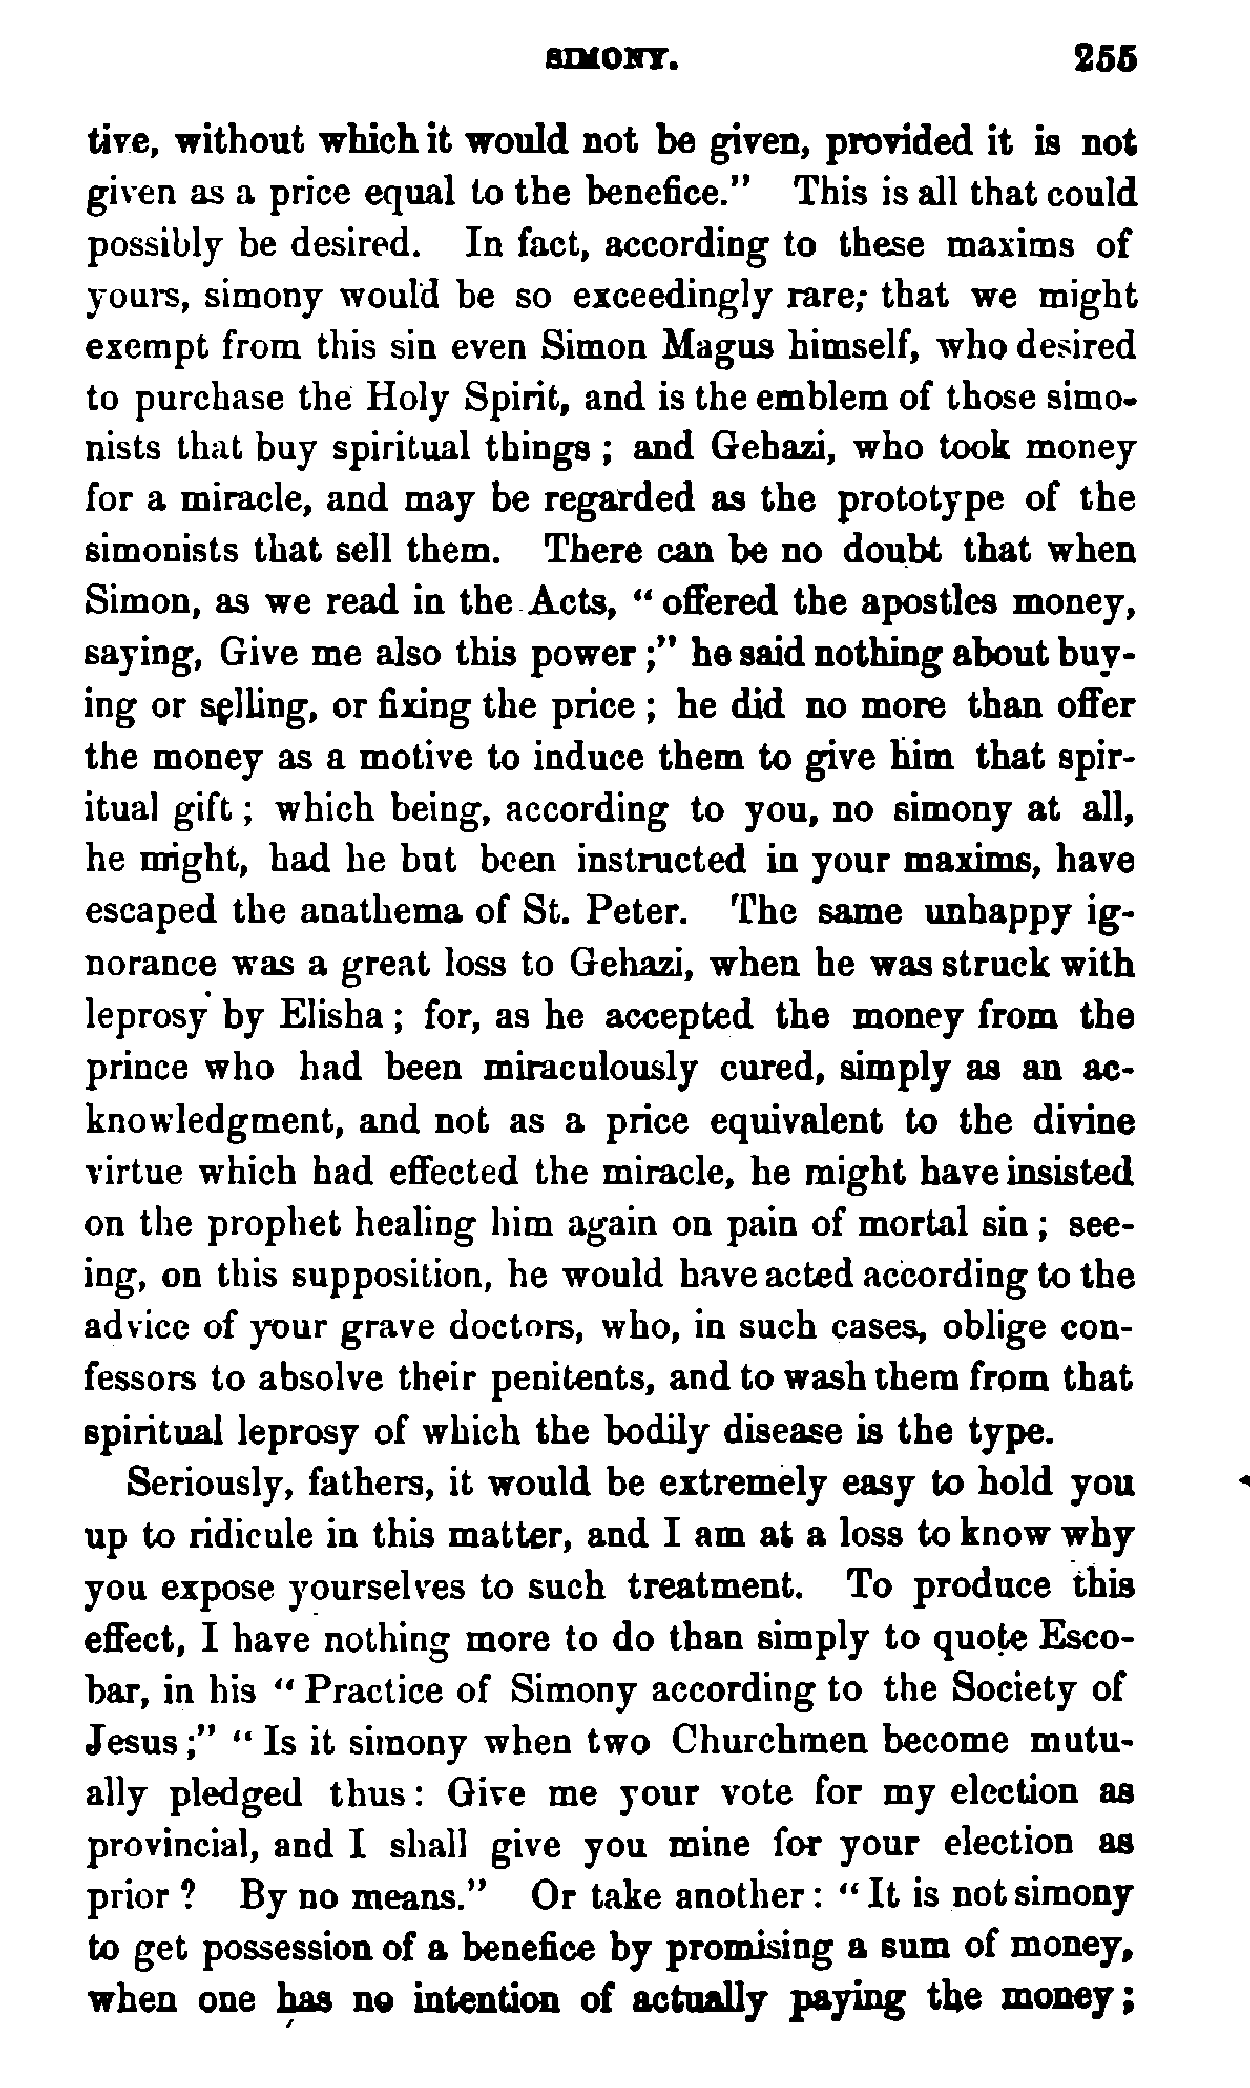 SIMONY. 255
tive, without which it would not be given, provided it is not
given as a price equal to the benefice." This is all that could
possibly be desired. In fact, according to these maxims of
yours, simony would be so exceedingly rare, that we might
exempt from this sin even Simon Magus himself, who desired
to purchase the Holy Spirit, and is the emblem of those simo-
nists that buy spiritual things ; and Gehazi, who took money
for a miracle, and may be regarded as the prototype of the
simonists that sell them. There can be no doubt that when
Simon, as we read in the Acts, " offered the apostles money,
saying, Give me also this power ;" he said nothing about buy-
ing or selling, or fixing the price ; he did no more than offer
the money as a motive to induce them to give him that spir-
itual gift ; which being, according to you, no simony at all,
he might, had he but been instructed in your maxims, have
escaped the anathema of St. Peter. The same unhappy ig-
norance was a great loss to Gehazi, when he was struck with
leprosy by Elisha ; for, as he accepted the money from the
prince who had been miraculously cured, simply as an ac-
knowledgment, and not as a price equivalent to the divine
virtue which had effected the miracle, he might have insisted
on the prophet healing him again on pain of mortal sin ; see-
ing, on this supposition, he would have acted according to the
advice of your grave doctors, who, in such cases, oblige con-
fessors to absolve their penitents, and to wash them from that
spiritual leprosy of which the bodily disease is the type.
Seriously, fathers, it would be extremely easy to hold you
up to ridicule in this matter, and I am at a loss to know why
you expose yourselves to such treatment. To produce this
effect, I have nothing more to do than simply to quote Esco-
bar, in his " Practice of Simony according to the Society of
Jesus ;" " Is it simony when two Churchmen become mutu-
ally pledged thus : Give me your vote for my election as
provincial, and I shall give you mine for your election as
prior ? By no means." Or take another : " It is not simony
to get possession of a benefice by promising a sum of money,
when one has no intention of actually paying the money ;